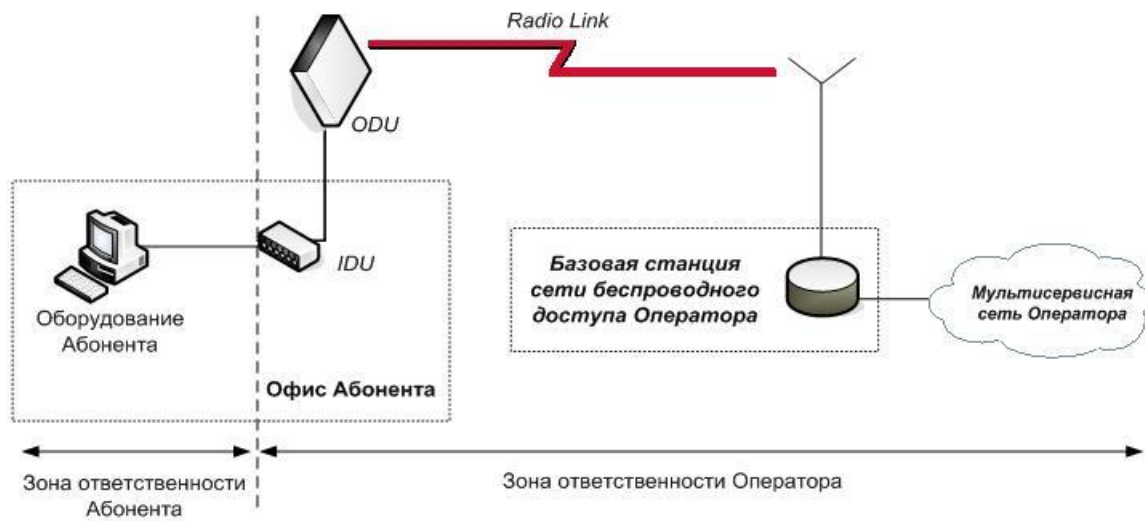 Radio Link
ODU
IDU
Оборудование
Абонента
Офис Абонента
Базовая станция
сети беспроводного
доступа Оператора
Мультисервисная
сеть Оператора
Зона ответственности
Абонента
Зона ответственности Оператора